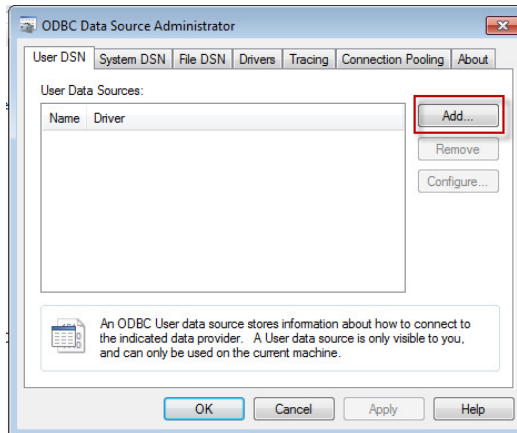 ODBC Data Source Administrator
User DSN System DSN File DSN Drivers Tracing Connection Pooling About
User Data Sources:
Name Driver
Add...
Remove
Configure...
An ODBC User data source stores information about how to connect to
the indicated data provider. A User data source is only visible to you,
and can only be used on the current machine.
OK Cancel Apply Help